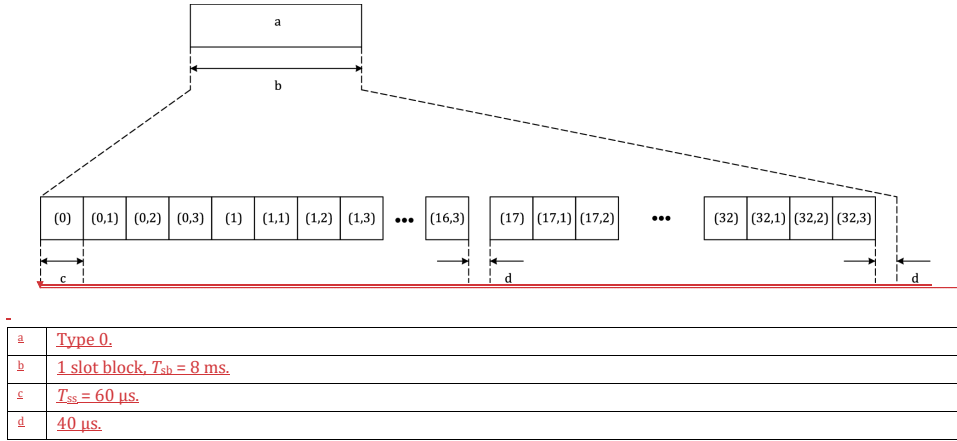 a
b
(0) (0,1) (0,2) (0,3) (1) (1,1) (1,2) (1,3) ••• (16,3) (17) (17,1) (17,2) ••• (32) (32,1) (32,2) (32,3)
c d d
a Type 0.
b 1 slot block, Tsb = 8 ms.
c Tss = 60 μs.
d 40 μs.